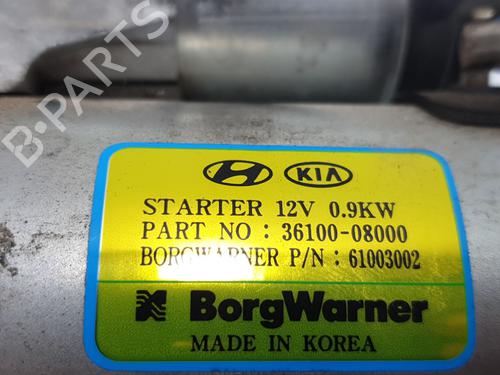 B-PARTS
KIA
STARTER 12V 0.9KW
PART NO : 36100-08000
BORGWARNER P/N : 61003002
BorgWarner
MADE IN KOREA